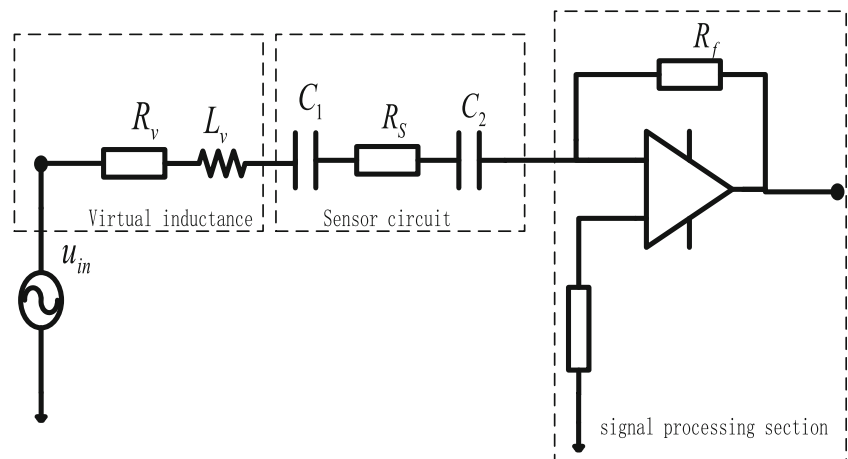 R_f
C_1
C_2
R_v
L_v
R_S
Virtual inductance
Sensor circuit
u_in
signal processing section